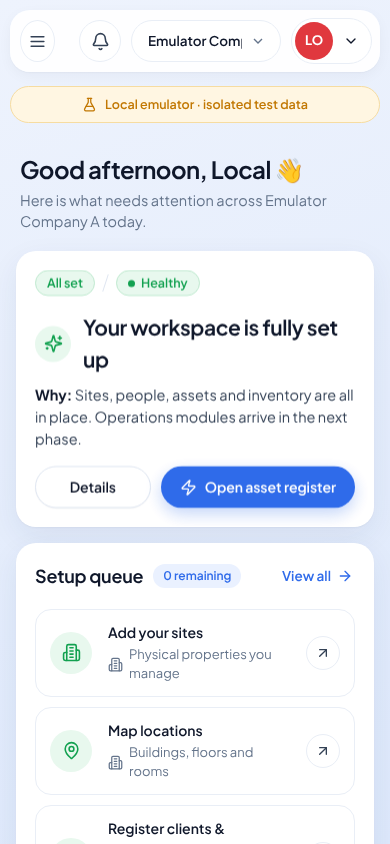 Emulator Com
LO
Local emulator · isolated test data
Good afternoon, Local 👋
Here is what needs attention across Emulator
Company A today.
All set / Healthy
Your workspace is fully set
up
Why: Sites, people, assets and inventory are all
in place. Operations modules arrive in the next
phase.
Details
Open asset register
Setup queue
0 remaining
View all
Add your sites
Physical properties you
manage
Map locations
Buildings, floors and
rooms
Register clients &